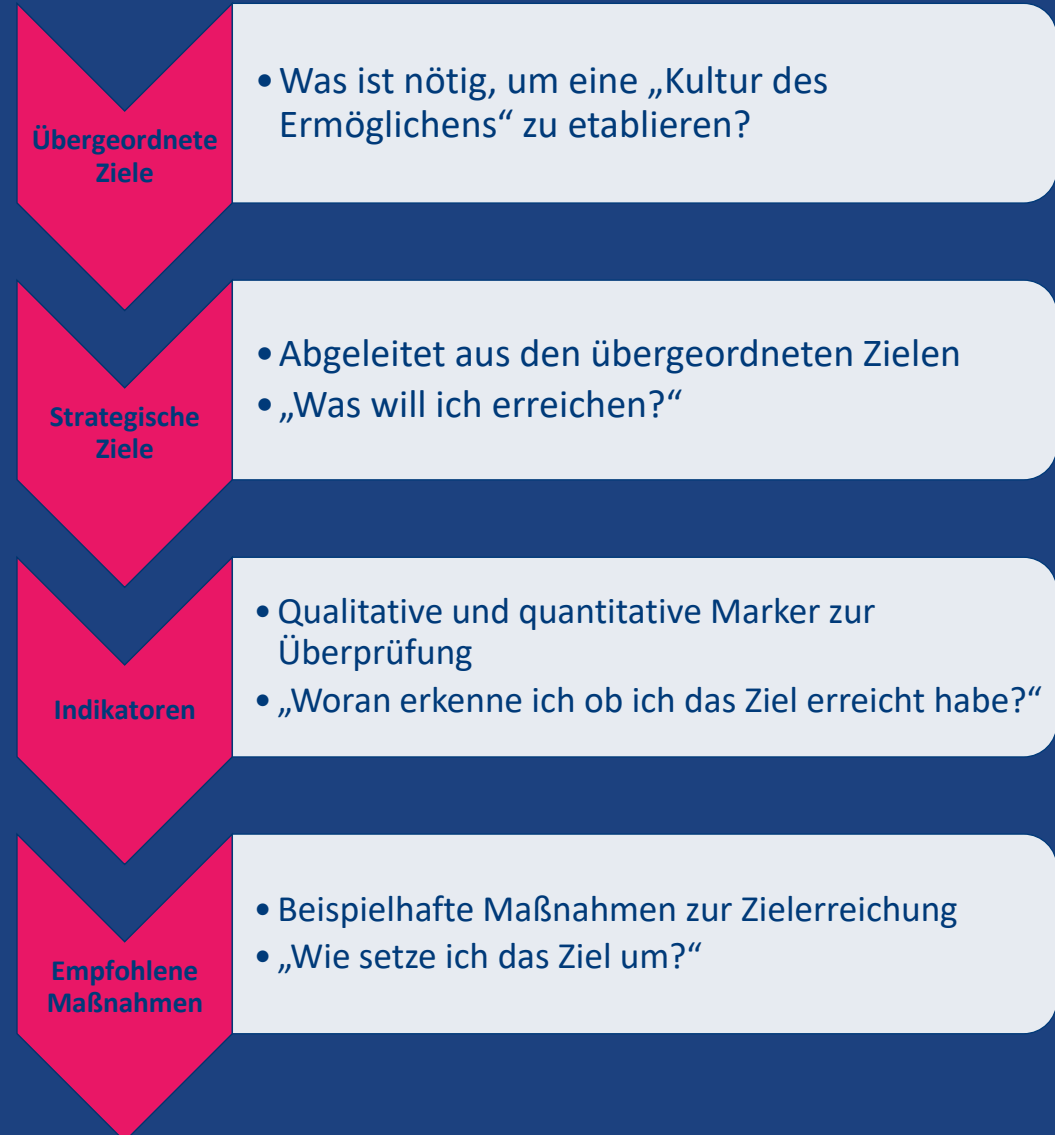 Übergeordnete
Ziele
• Was ist nötig, um eine „Kultur des
Ermöglichens“ zu etablieren?
Strategische
Ziele
• Abgeleitet aus den übergeordneten Zielen
• „Was will ich erreichen?“
Indikatoren
• Qualitative und quantitative Marker zur
Überprüfung
• „Woran erkenne ich ob ich das Ziel erreicht habe?“
Empfohlene
Maßnahmen
• Beispielhafte Maßnahmen zur Zielerreichung
• „Wie setze ich das Ziel um?“